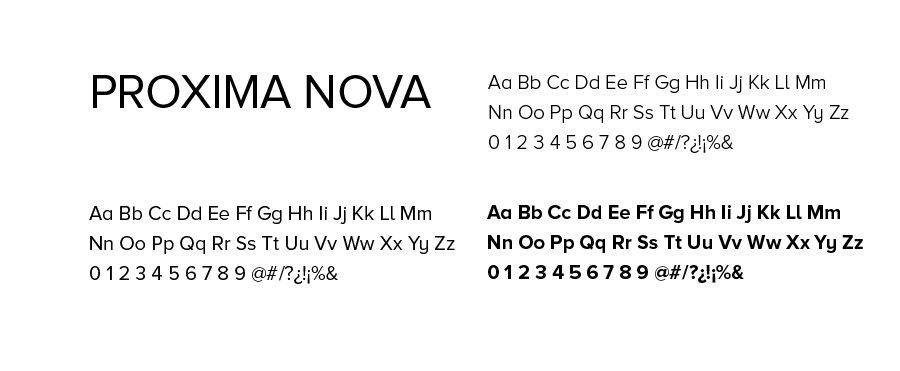 PROXIMA NOVA
Aa Bb Cc Dd Ee Ff Gg Hh Ii Jj Kk Ll Mm
Nn Oo Pp Qq Rr Ss Tt Uu Vv Ww Xx Yy Zz
0 1 2 3 4 5 6 7 8 9 @#/?¿!¡%&
Aa Bb Cc Dd Ee Ff Gg Hh Ii Jj Kk Ll Mm
Nn Oo Pp Qq Rr Ss Tt Uu Vv Ww Xx Yy Zz
0 1 2 3 4 5 6 7 8 9 @#/?¿!¡%&
Aa Bb Cc Dd Ee Ff Gg Hh Ii Jj Kk Ll Mm
Nn Oo Pp Qq Rr Ss Tt Uu Vv Ww Xx Yy Zz
0 1 2 3 4 5 6 7 8 9 @#/?¿!¡%&